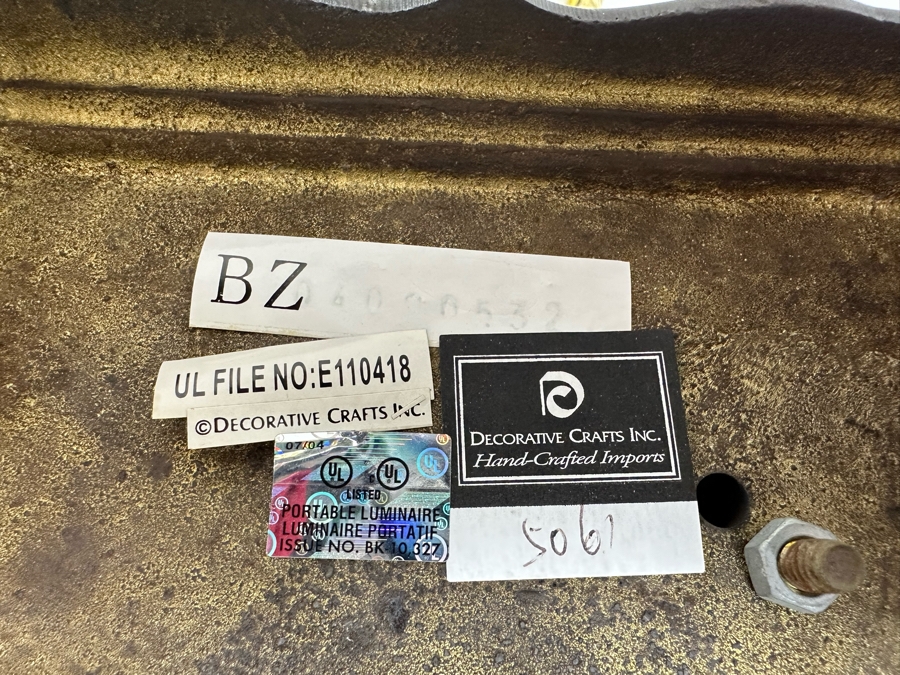 BZ
UL FILE NO:E110418
©DECORATIVE CRAFTS INC.
07/04
UL
UL
LISTED
PORTABLE LUMINAIRE
LUMINAIRE PORTATIF
ISSUE NO. BK-10,327
DECORATIVE CRAFTS INC.
Hand-Crafted Imports
5061